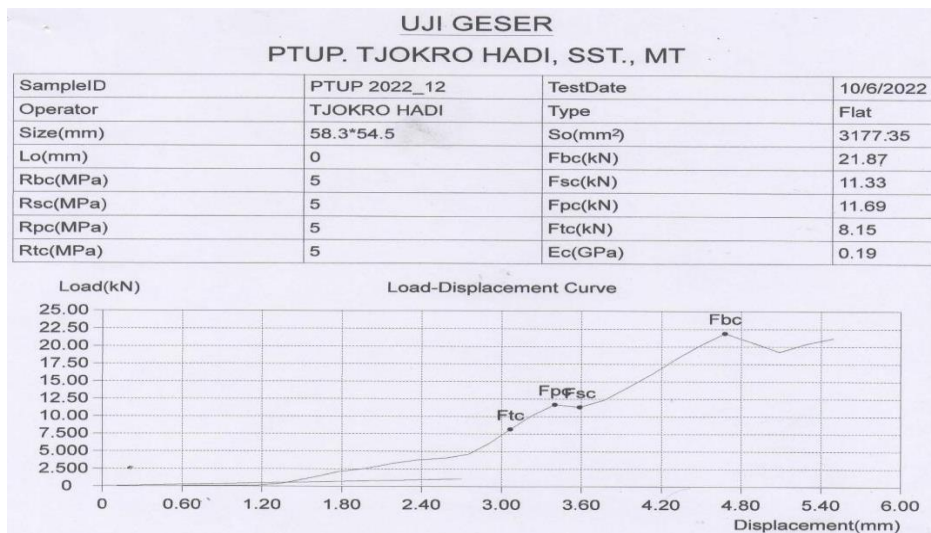 UJI GESER
PTUP. TJOKRO HADI, SST., MT
SampleID PTUP 2022_12 TestDate 10/6/2022
Operator TJOKRO HADI Type Flat
Size(mm) 58.3*54.5 So(mm²) 3177.35
Lo(mm) 0 Fbc(kN) 21.87
Rbc(MPa) 5 Fsc(kN) 11.33
Rsc(MPa) 5 Fpc(kN) 11.69
Rpc(MPa) 5 Ftc(kN) 8.15
Rtc(MPa) 5 Ec(GPa) 0.19
Load(kN) Load-Displacement Curve
25.00
22.50
20.00
17.50
15.00
12.50
10.00
7.500
5.000
2.500
0
Fbc
Fpc Fsc
Ftc
0 0.60 1.20 1.80 2.40 3.00 3.60 4.20 4.80 5.40 6.00
Displacement(mm)